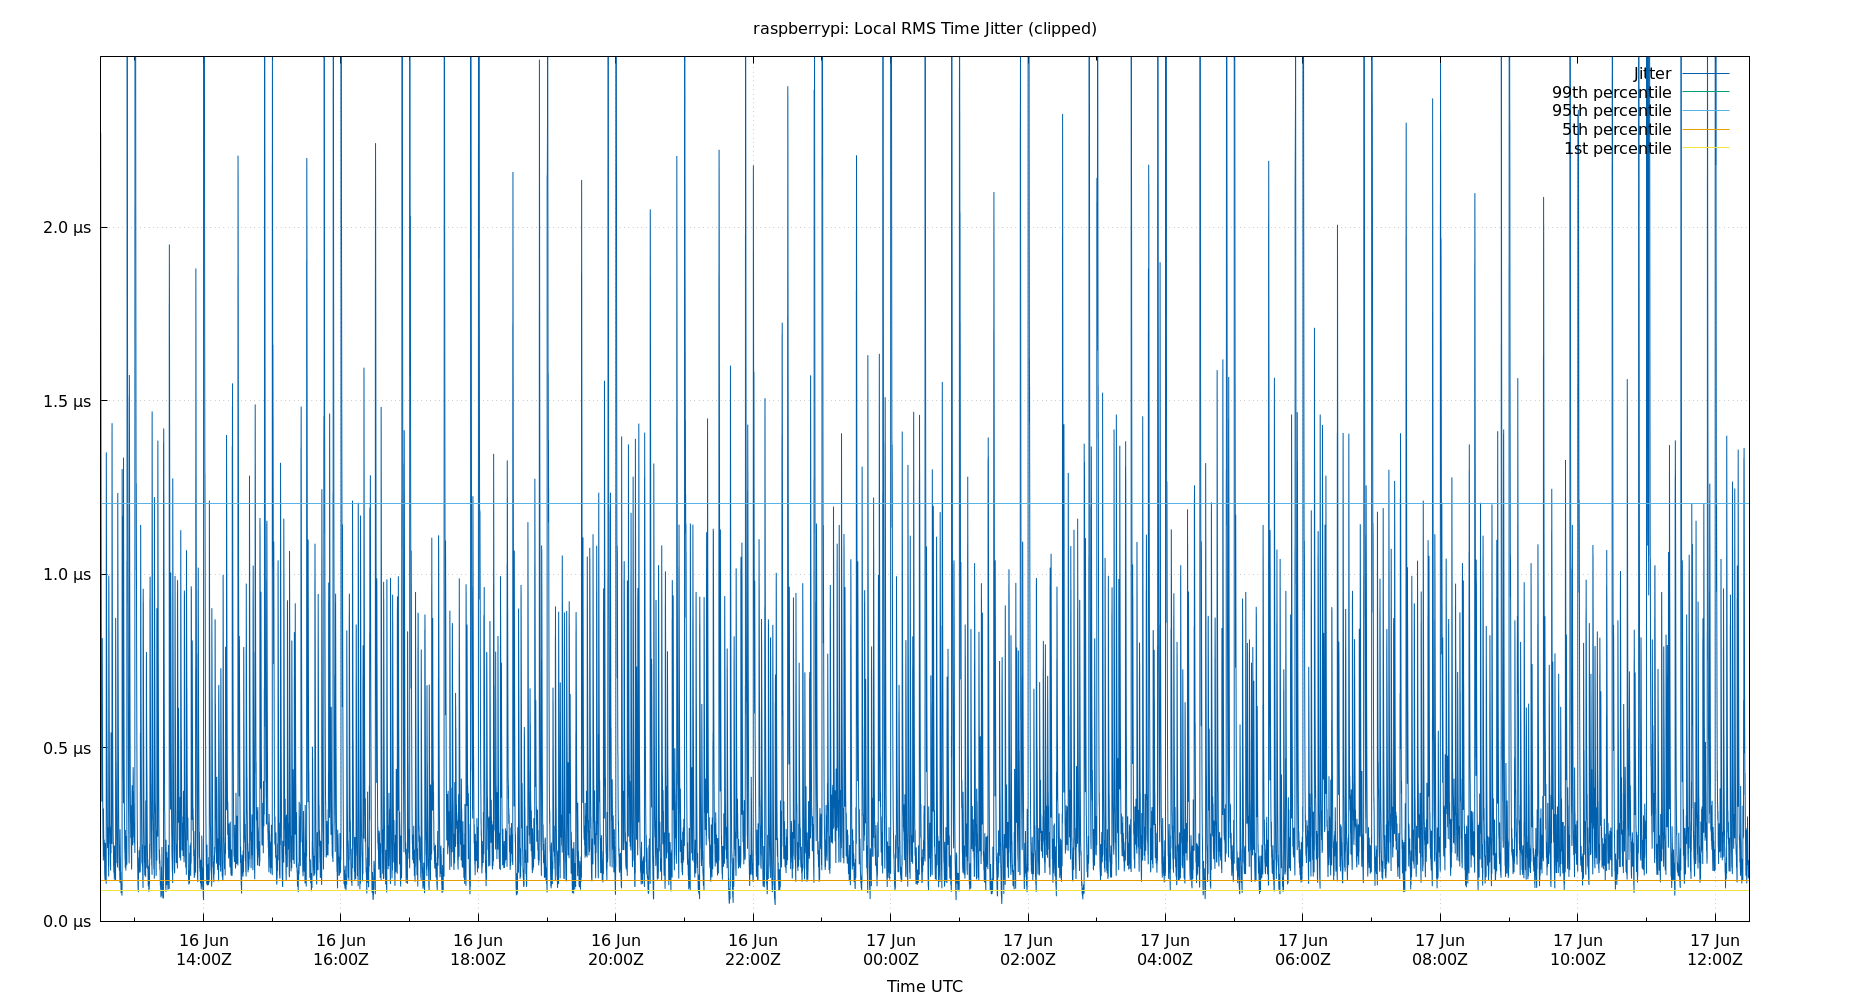 raspberrypi: Local RMS Time Jitter (clipped)
Jitter
99th percentile
95th percentile
5th percentile
1st percentile
2.0 μs
1.5 μs
1.0 μs
0.5 μs
0.0 μs
16 Jun 16 Jun 16 Jun 16 Jun 16 Jun 17 Jun 17 Jun 17 Jun 17 Jun 17 Jun 17 Jun 17 Jun
14:00Z 16:00Z 18:00Z 20:00Z 22:00Z 00:00Z 02:00Z 04:00Z 06:00Z 08:00Z 10:00Z 12:00Z
Time UTC